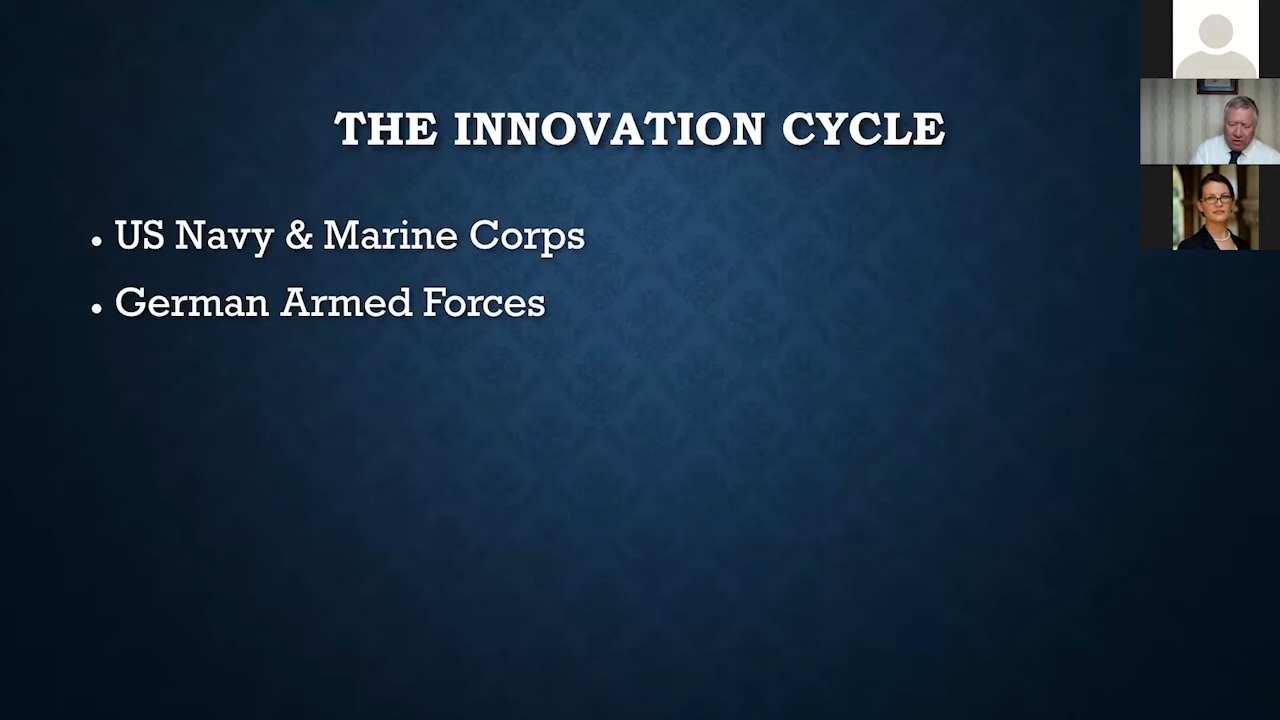 THE INNOVATION CYCLE
• US Navy & Marine Corps
• German Armed Forces